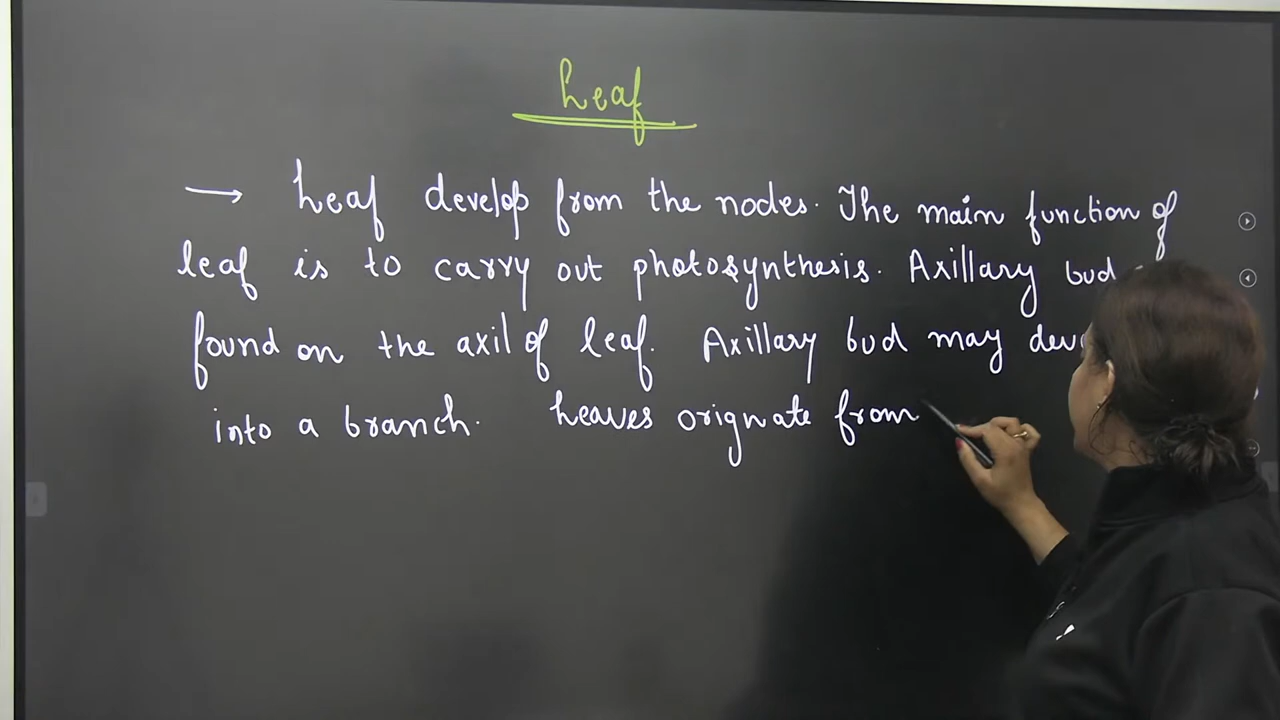 Leaf
→ Leaf develop from the nodes. The main function of
leaf is to carry out photosynthesis. Axillary bud
found on the axil of leaf. Axillary bud may
into a branch. Leaves orignate from